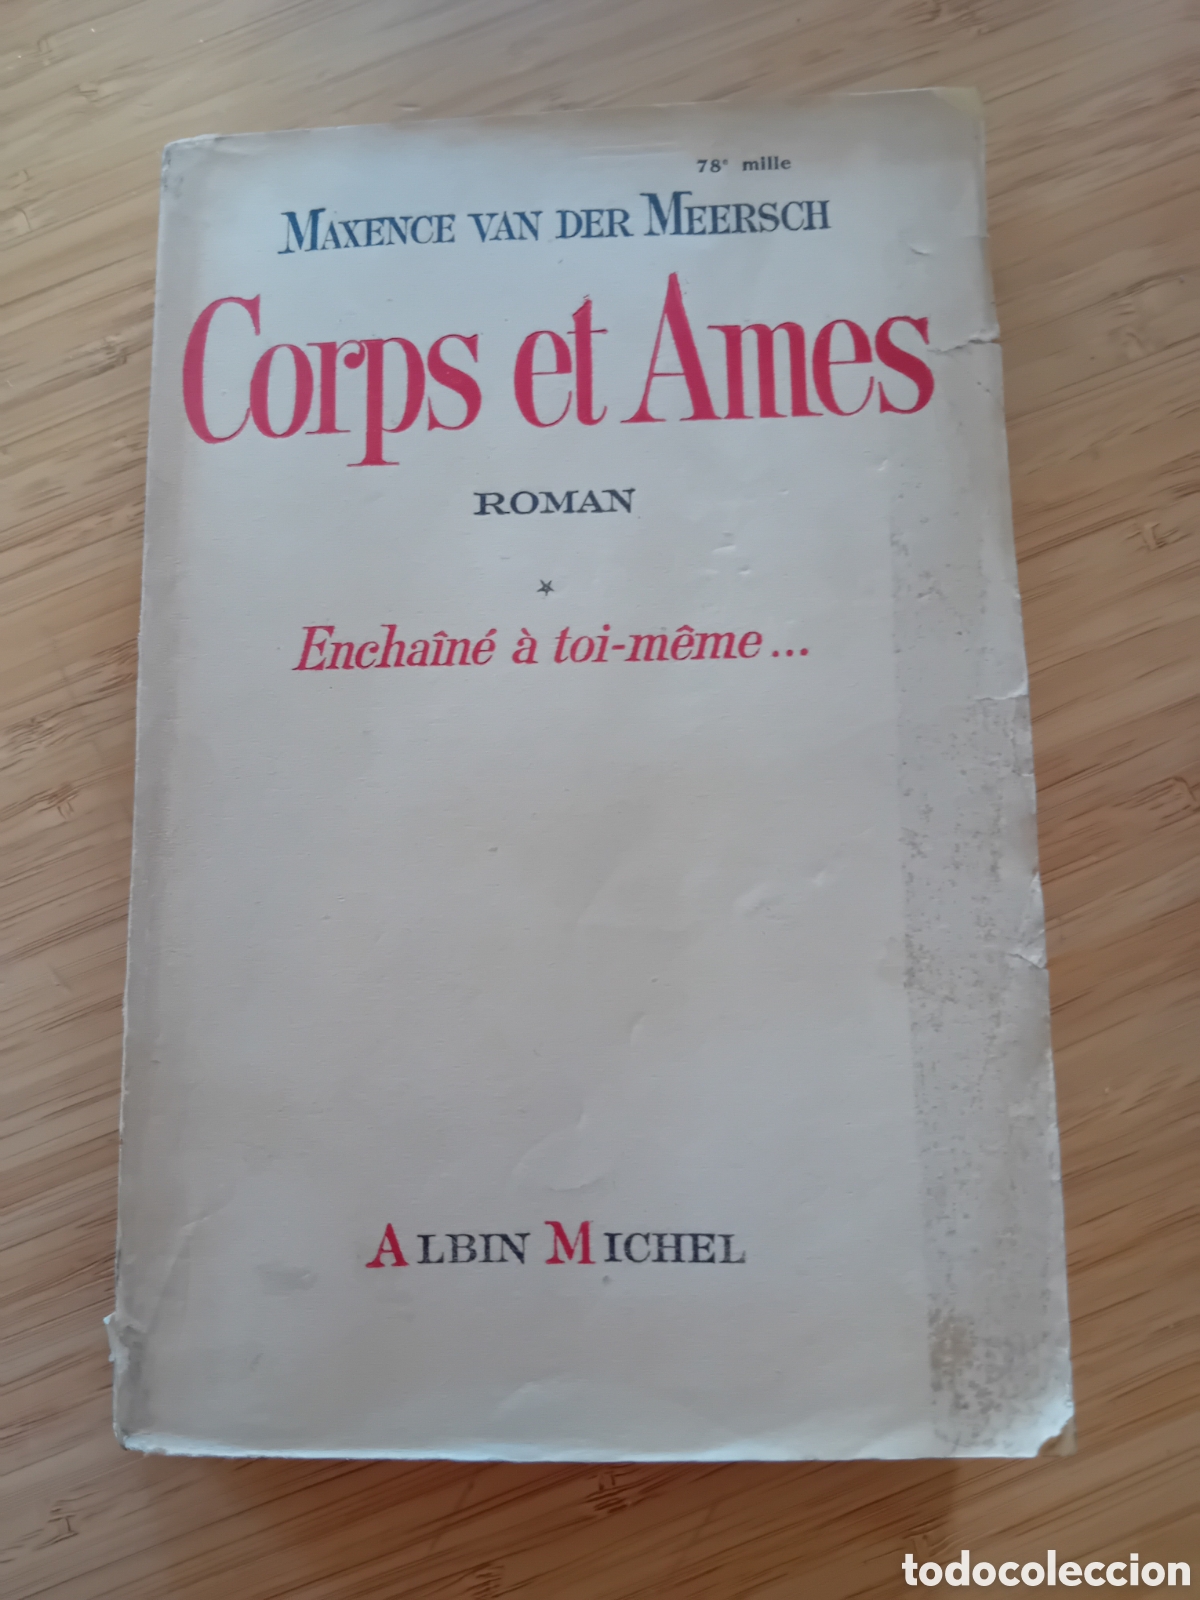 78e mille
MAXENCE VAN DER MEERSCH
Corps et Ames
ROMAN
*
Enchaîné à toi-même...
ALBIN MICHEL
todocoleccion